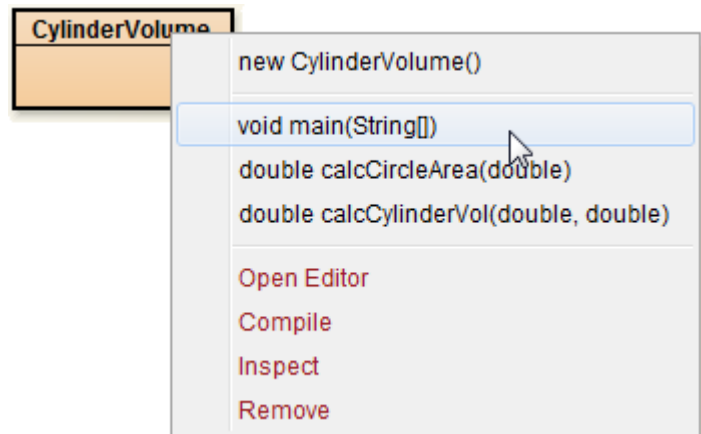 CylinderVolume
new CylinderVolume()
void main(String[])
double calcCircleArea(double)
double calcCylinderVol(double, double)
Open Editor
Compile
Inspect
Remove